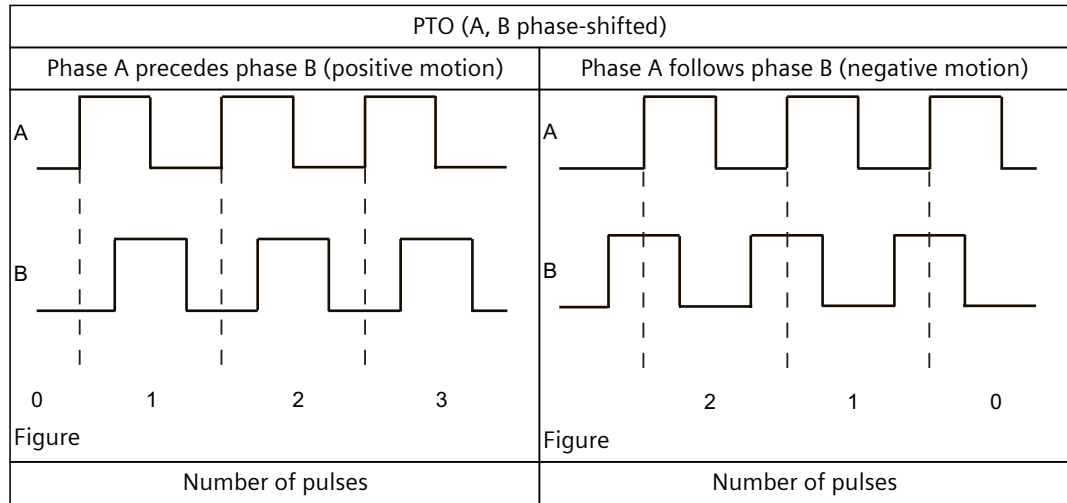 PTO (A, B phase-shifted)
Phase A precedes phase B (positive motion)
Phase A follows phase B (negative motion)
A
B
0 1 2 3
Figure
A
B
2 1 0
Figure
Number of pulses
Number of pulses